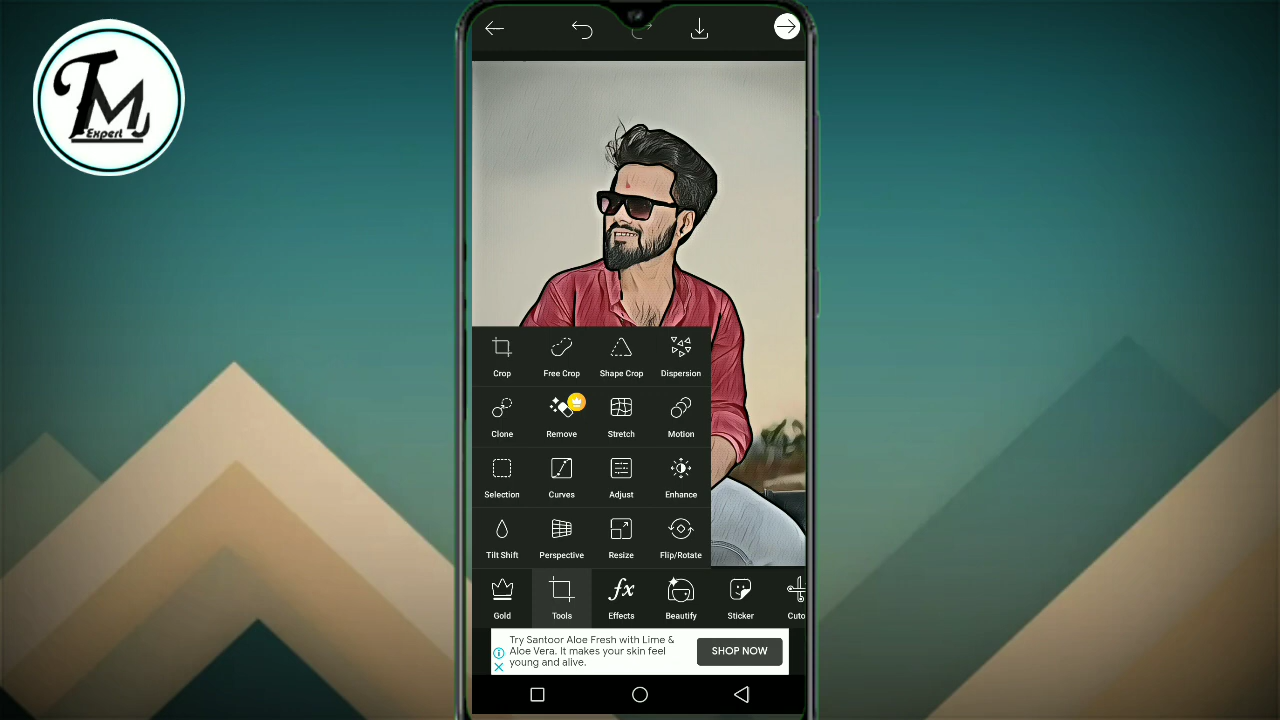 TM
Expert
Crop Free Crop Shape Crop Dispersion
Clone Remove Stretch Motion
Selection Curves Adjust Enhance
Tilt Shift Perspective Resize Flip/Rotate
Gold Tools fx Effects Beautify Sticker Cuto
Try Santoor Aloe Fresh with Lime &
Aloe Vera. It makes your skin feel
young and alive.
SHOP NOW